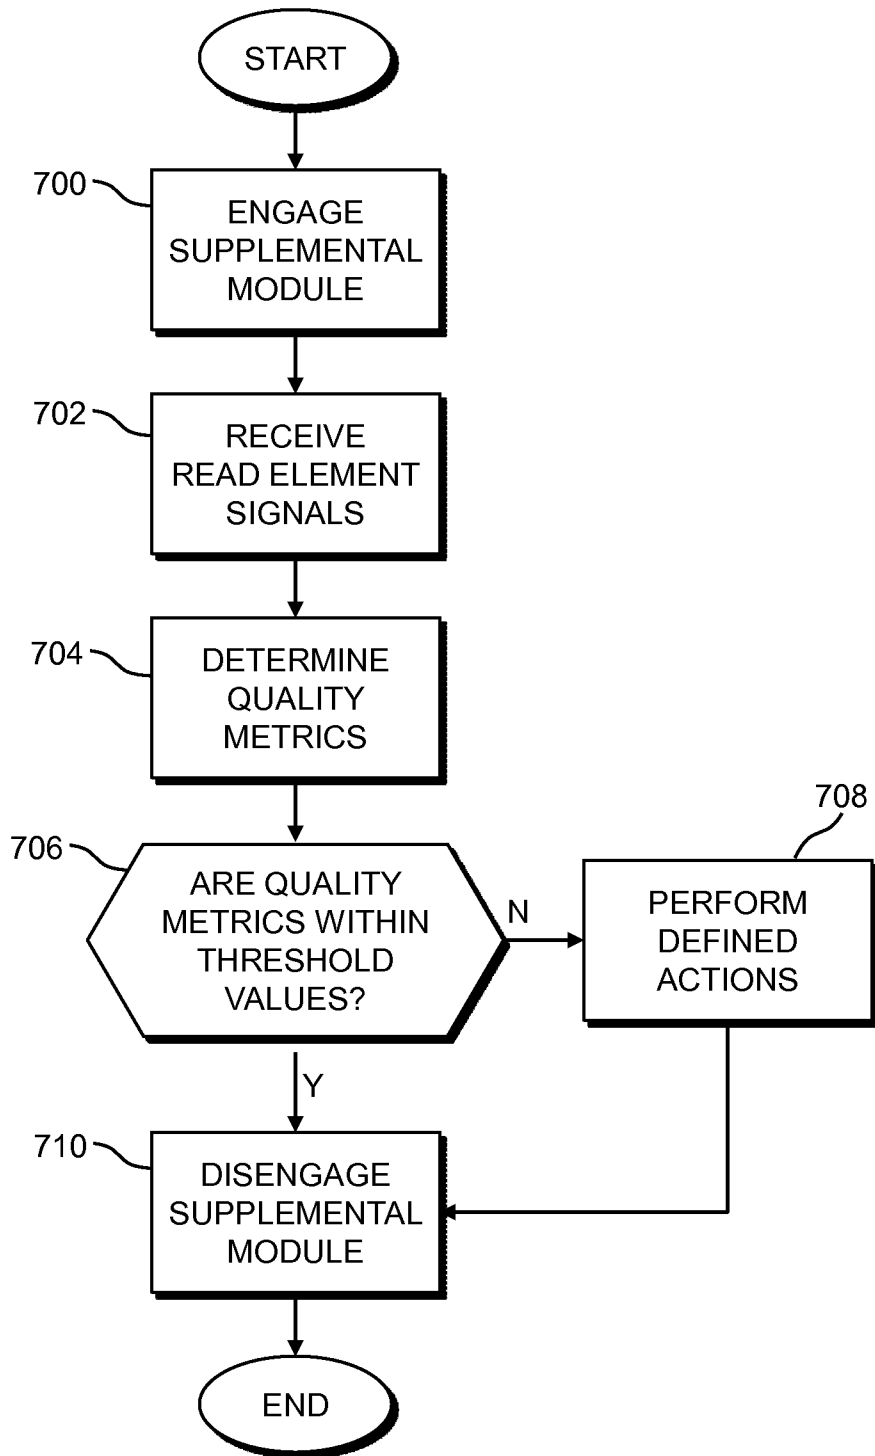 START
700
ENGAGE
SUPPLEMENTAL
MODULE
702
RECEIVE
READ ELEMENT
SIGNALS
704
DETERMINE
QUALITY
METRICS
706
ARE QUALITY
METRICS WITHIN
THRESHOLD
VALUES?
N
708
PERFORM
DEFINED
ACTIONS
Y
710
DISENGAGE
SUPPLEMENTAL
MODULE
END